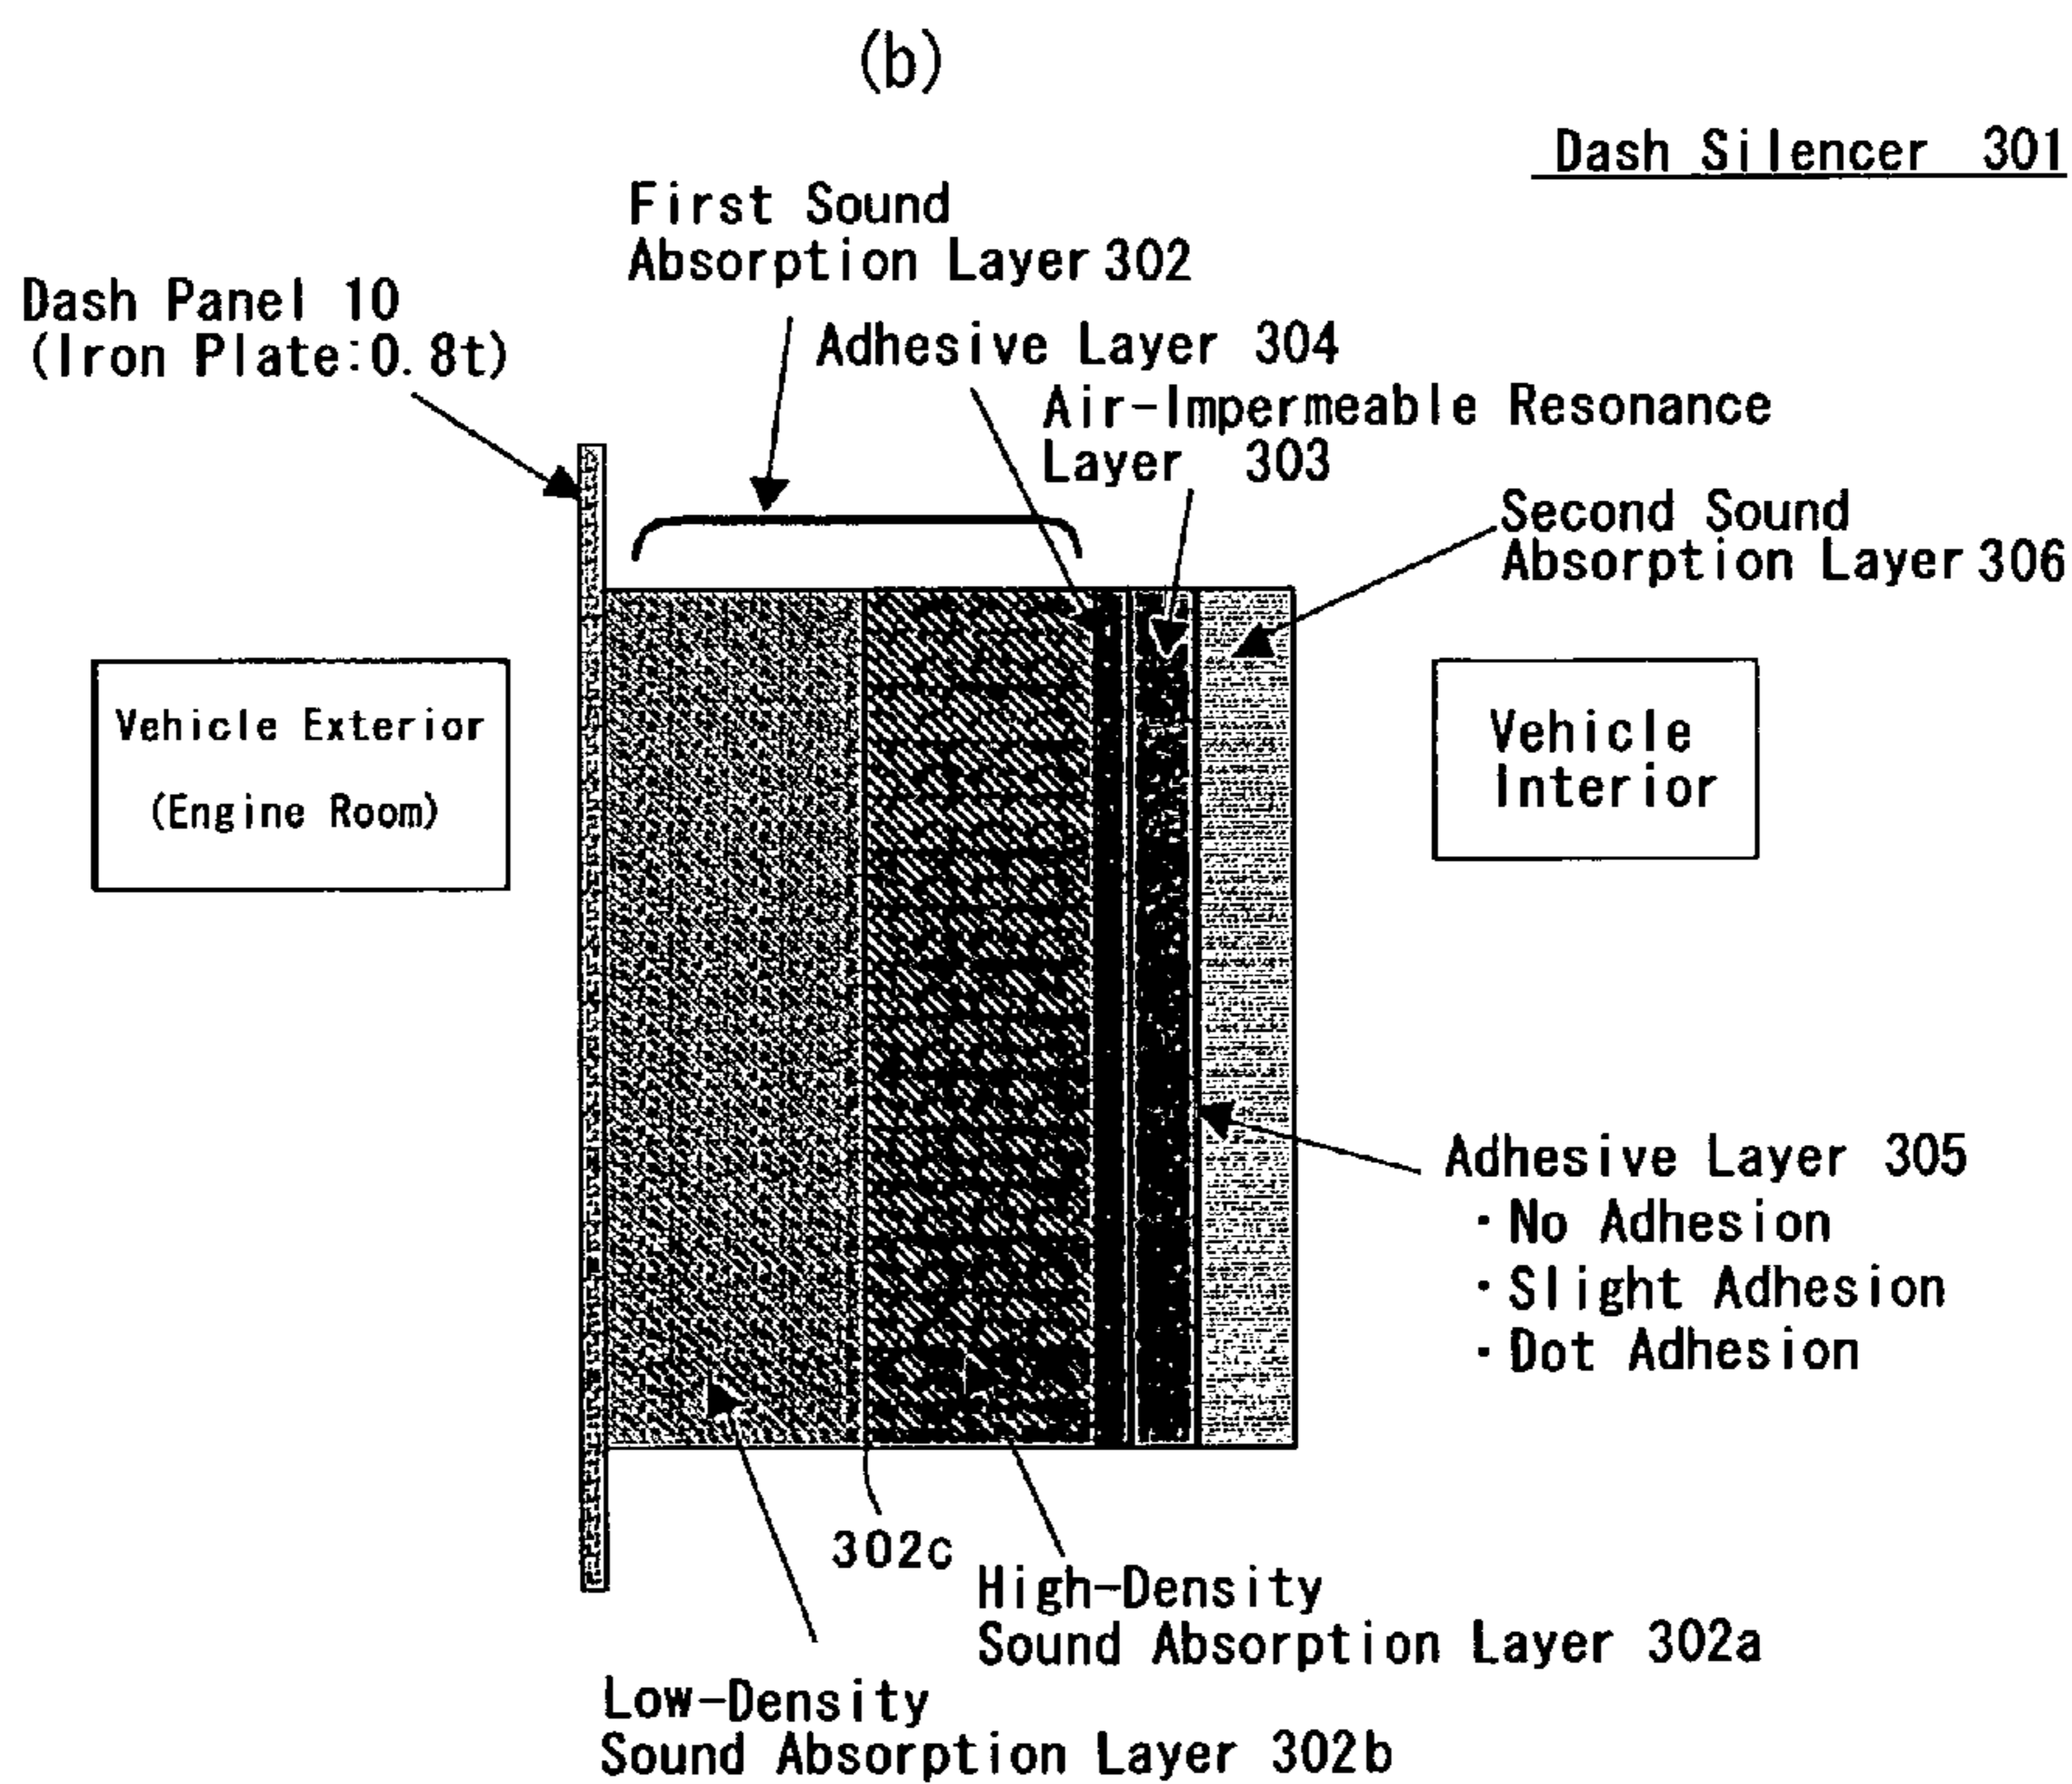 (b)
Dash Silencer 301
First Sound
Absorption Layer 302
Dash Panel 10
(Iron Plate:0.8t)
Adhesive Layer 304
Air-Impermeable Resonance
Layer 303
Second Sound
Absorption Layer 306
Vehicle Exterior
(Engine Room)
Vehicle
Interior
Adhesive Layer 305
・No Adhesion
・Slight Adhesion
・Dot Adhesion
302c
High-Density
Sound Absorption Layer 302a
Low-Density
Sound Absorption Layer 302b